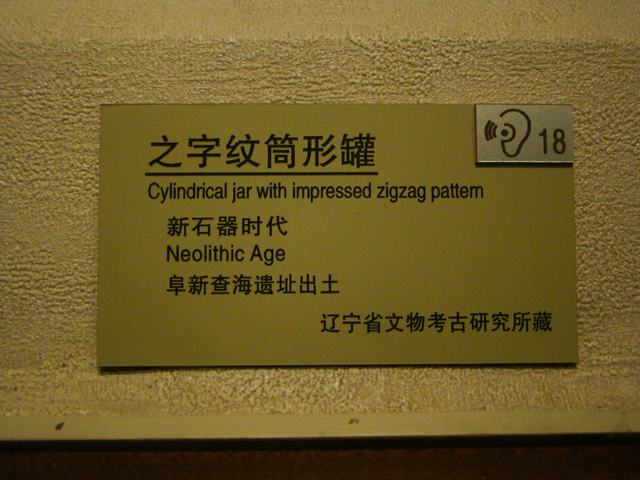 之字纹筒形罐
18
Cylindrical jar with impressed zigzag pattern
新石器时代
Neolithic Age
阜新查海遗址出土
辽宁省文物考古研究所藏